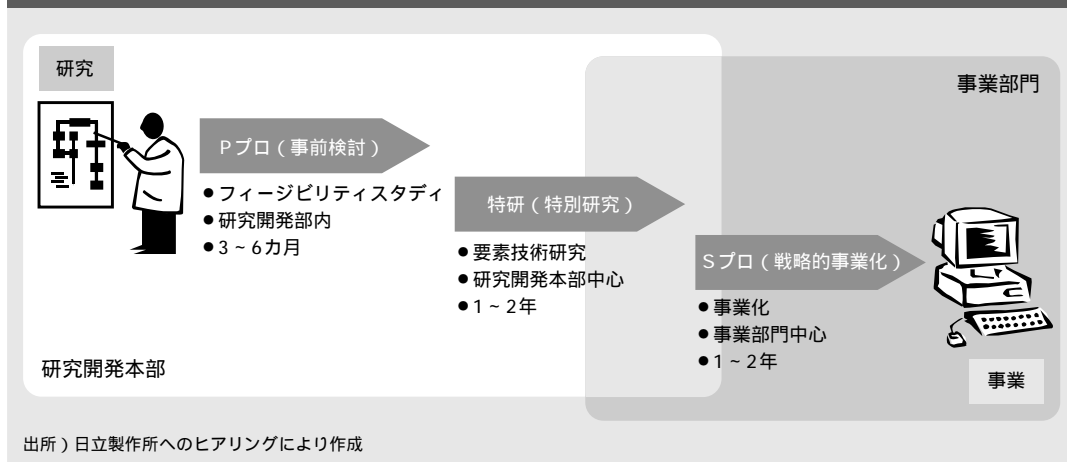 研究
事業部門
Pプロ(事前検討)
●フィージビリティスタディ
●研究開発部内
●3~6カ月
特研(特別研究)
●要素技術研究
●研究開発本部中心
●1~2年
Sプロ(戦略的事業化)
●事業化
●事業部門中心
●1~2年
研究開発本部
事業
出所)日立製作所へのヒアリングにより作成